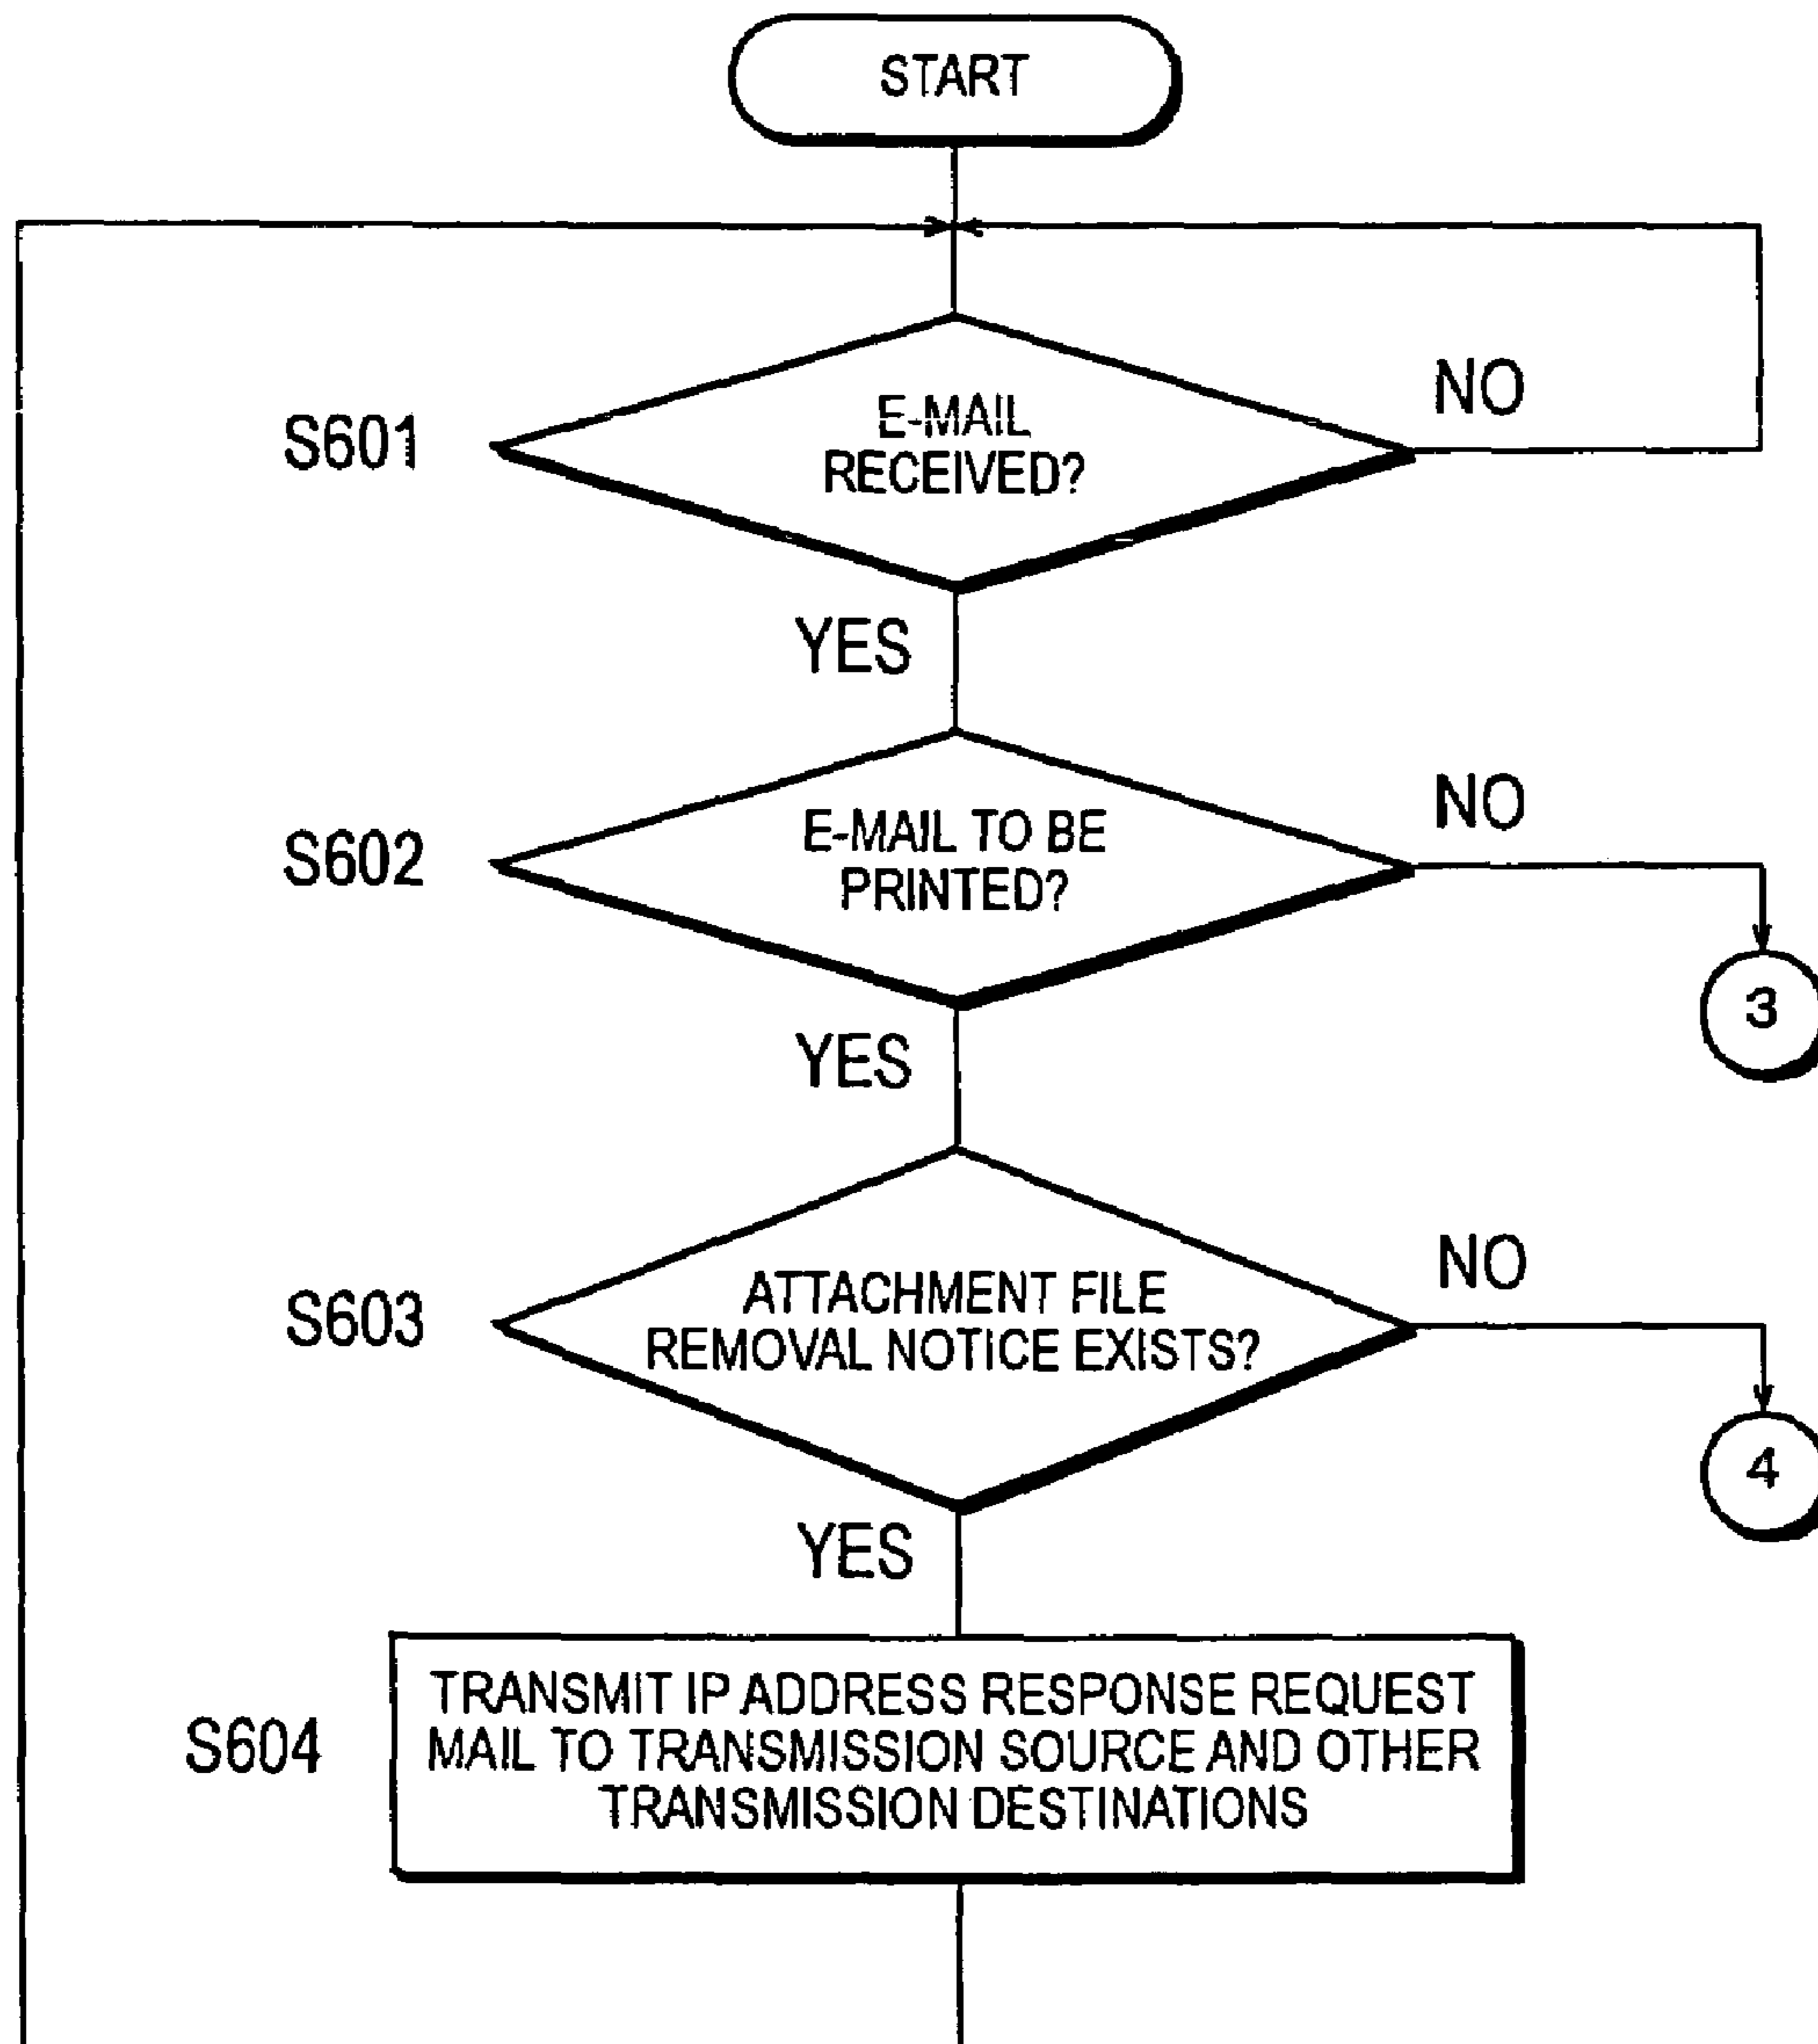 START
S601
E-MAIL
RECEIVED?
NO
YES
S602
E-MAIL TO BE
PRINTED?
NO
3
YES
S603
ATTACHMENT FILE
REMOVAL NOTICE EXISTS?
NO
4
YES
S604
TRANSMIT IP ADDRESS RESPONSE REQUEST
MAIL TO TRANSMISSION SOURCE AND OTHER
TRANSMISSION DESTINATIONS